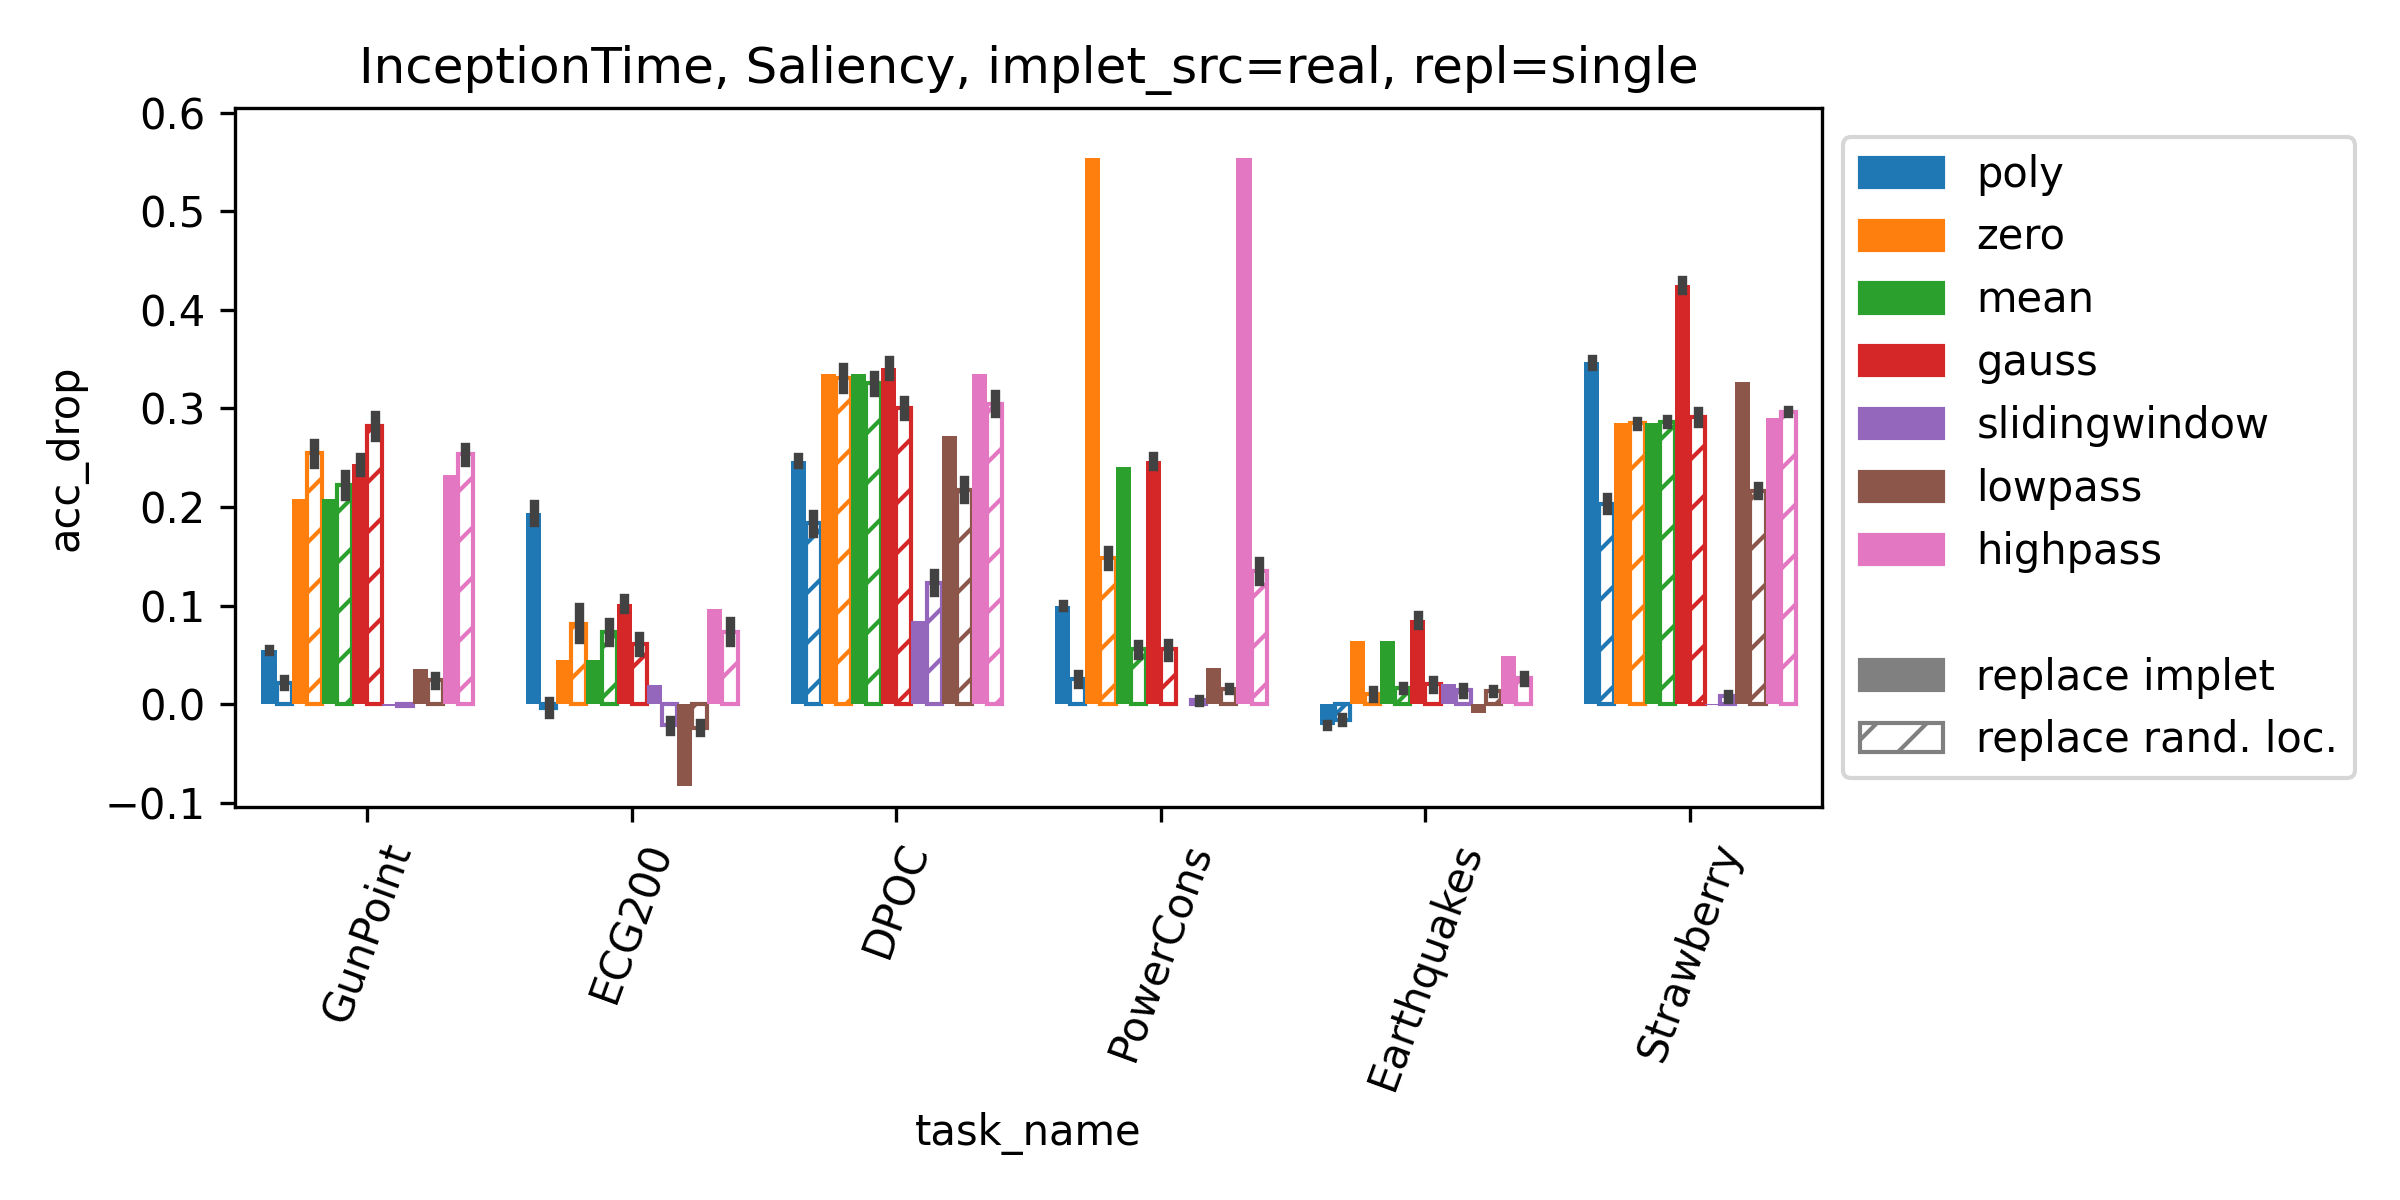 InceptionTime, Saliency, implet_src=real, repl=single
acc_drop
0.6
0.5
0.4
0.3
0.2
0.1
0.0
−0.1
GunPoint
ECG200
DPOC
PowerCons
Earthquakes
Strawberry
task_name
poly
zero
mean
gauss
slidingwindow
lowpass
highpass
replace implet
replace rand. loc.